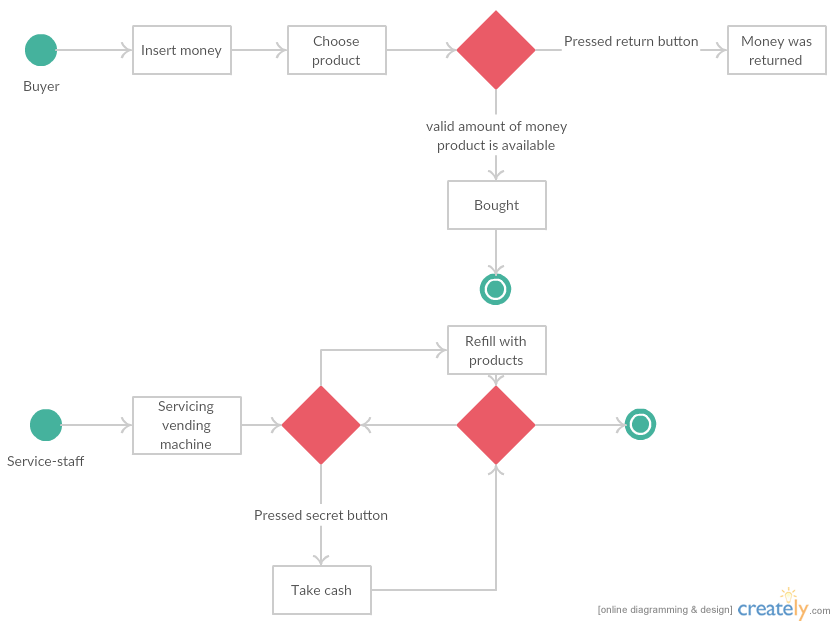 Buyer
Insert money
Choose
product
Pressed return button
Money was
returned
valid amount of money
product is available
Bought
Refill with
products
Service-staff
Servicing
vending
machine
Pressed secret button
Take cash
[online diagramming & design] creately.com